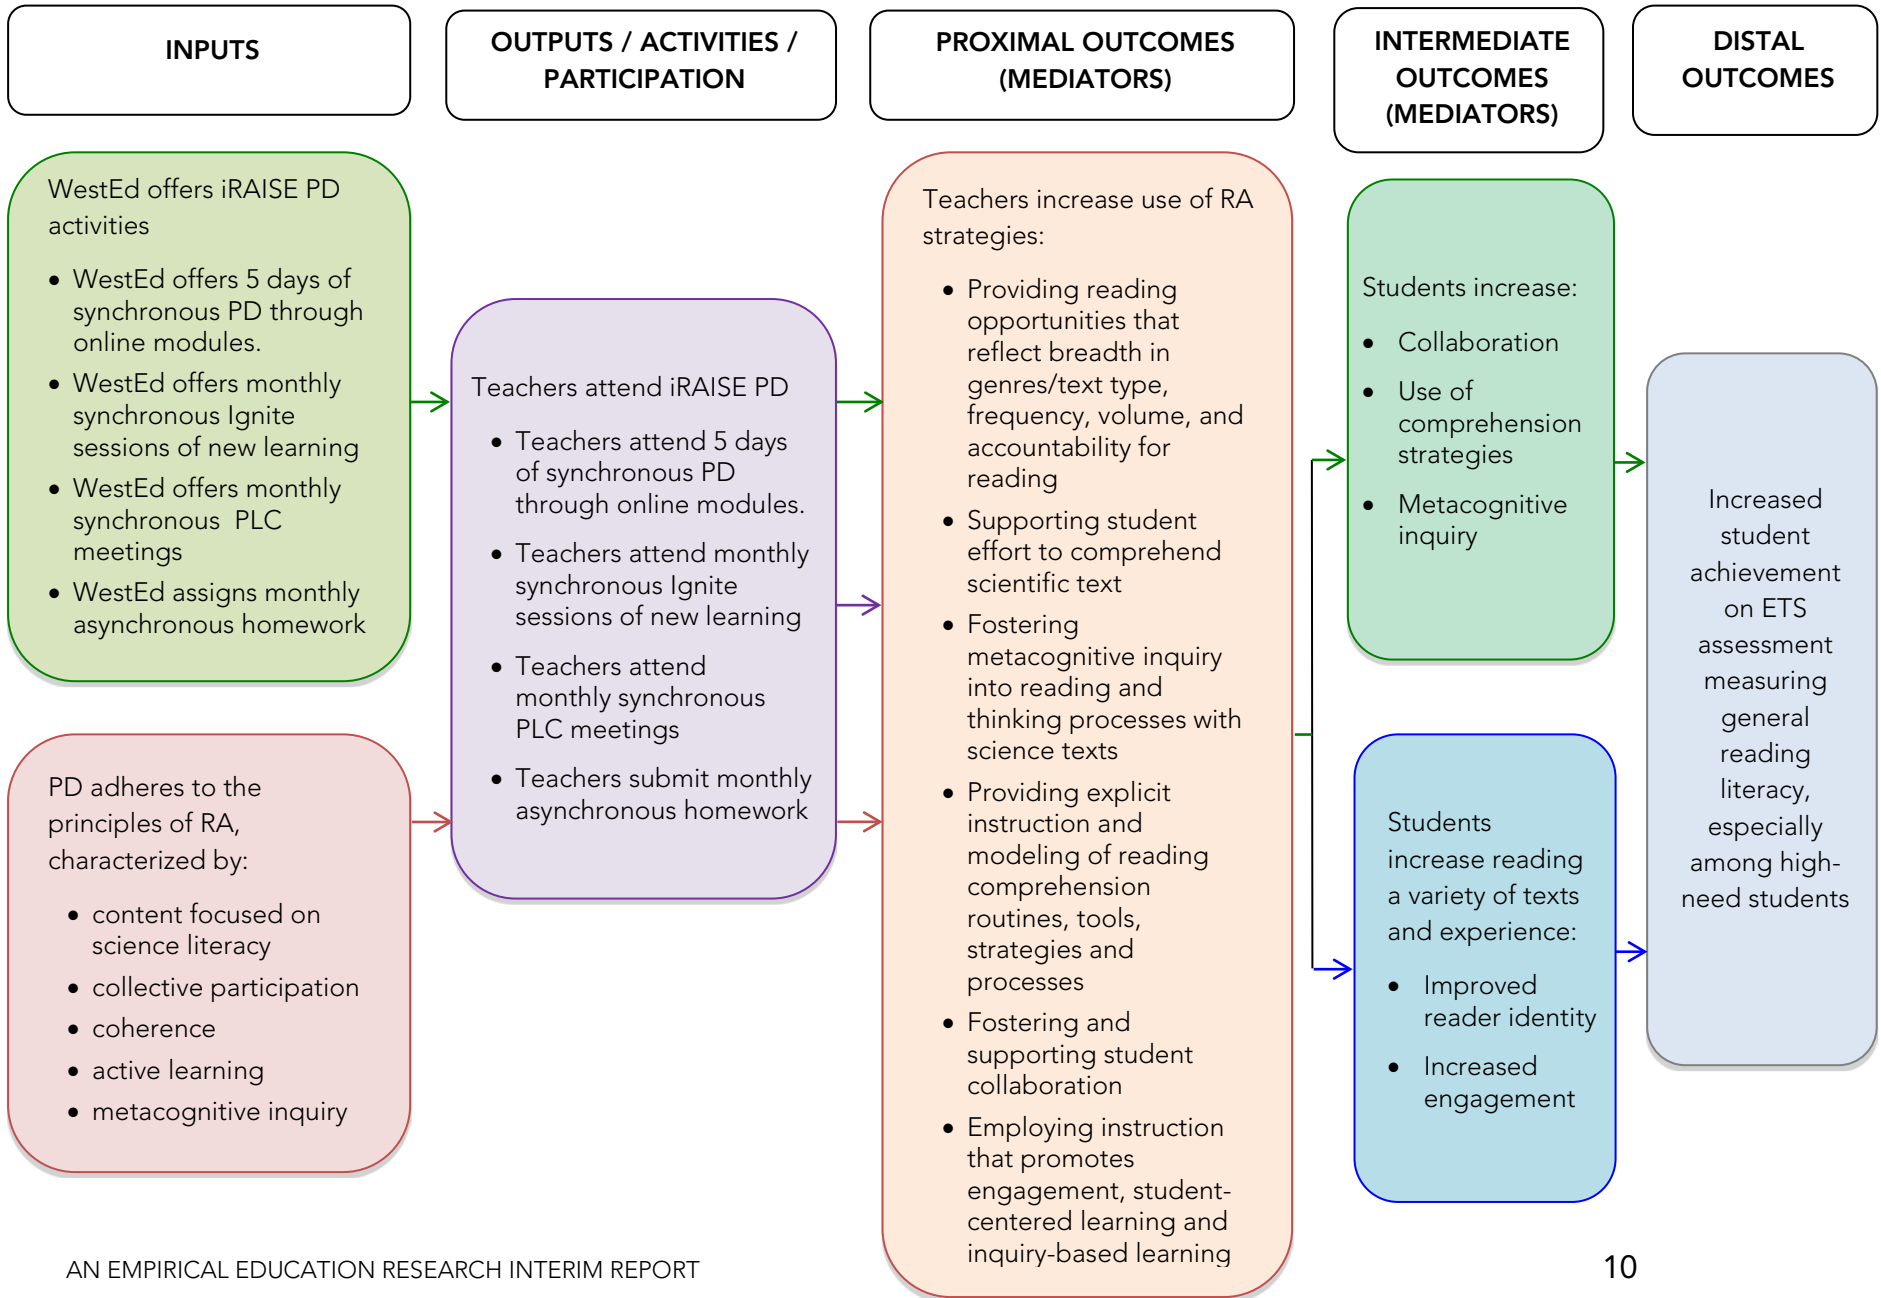 INPUTS
OUTPUTS / ACTIVITIES /
PARTICIPATION
PROXIMAL OUTCOMES
(MEDIATORS)
INTERMEDIATE
OUTCOMES
(MEDIATORS)
DISTAL
OUTCOMES
WestEd offers iRAISE PD
activities
• WestEd offers 5 days of
synchronous PD through
online modules.
• WestEd offers monthly
synchronous Ignite
sessions of new learning
• WestEd offers monthly
synchronous PLC
meetings
• WestEd assigns monthly
asynchronous homework
PD adheres to the
principles of RA,
characterized by:
• content focused on
science literacy
• collective participation
• coherence
• active learning
• metacognitive inquiry
Teachers attend iRAISE PD
• Teachers attend 5 days
of synchronous PD
through online modules.
• Teachers attend monthly
synchronous Ignite
sessions of new learning
• Teachers attend
monthly synchronous
PLC meetings
• Teachers submit monthly
asynchronous homework
Teachers increase use of RA
strategies:
• Providing reading
opportunities that
reflect breadth in
genres/text type,
frequency, volume, and
accountability for
reading
• Supporting student
effort to comprehend
scientific text
• Fostering
metacognitive inquiry
into reading and
thinking processes with
science texts
• Providing explicit
instruction and
modeling of reading
comprehension
routines, tools,
strategies and
processes
• Fostering and
supporting student
collaboration
• Employing instruction
that promotes
engagement, student-
centered learning and
inquiry-based learning
Students increase:
• Collaboration
• Use of
comprehension
strategies
• Metacognitive
inquiry
Students
increase reading
a variety of texts
and experience:
• Improved
reader identity
• Increased
engagement
Increased
student
achievement
on ETS
assessment
measuring
general
reading
literacy,
especially
among high-
need students
AN EMPIRICAL EDUCATION RESEARCH INTERIM REPORT
10